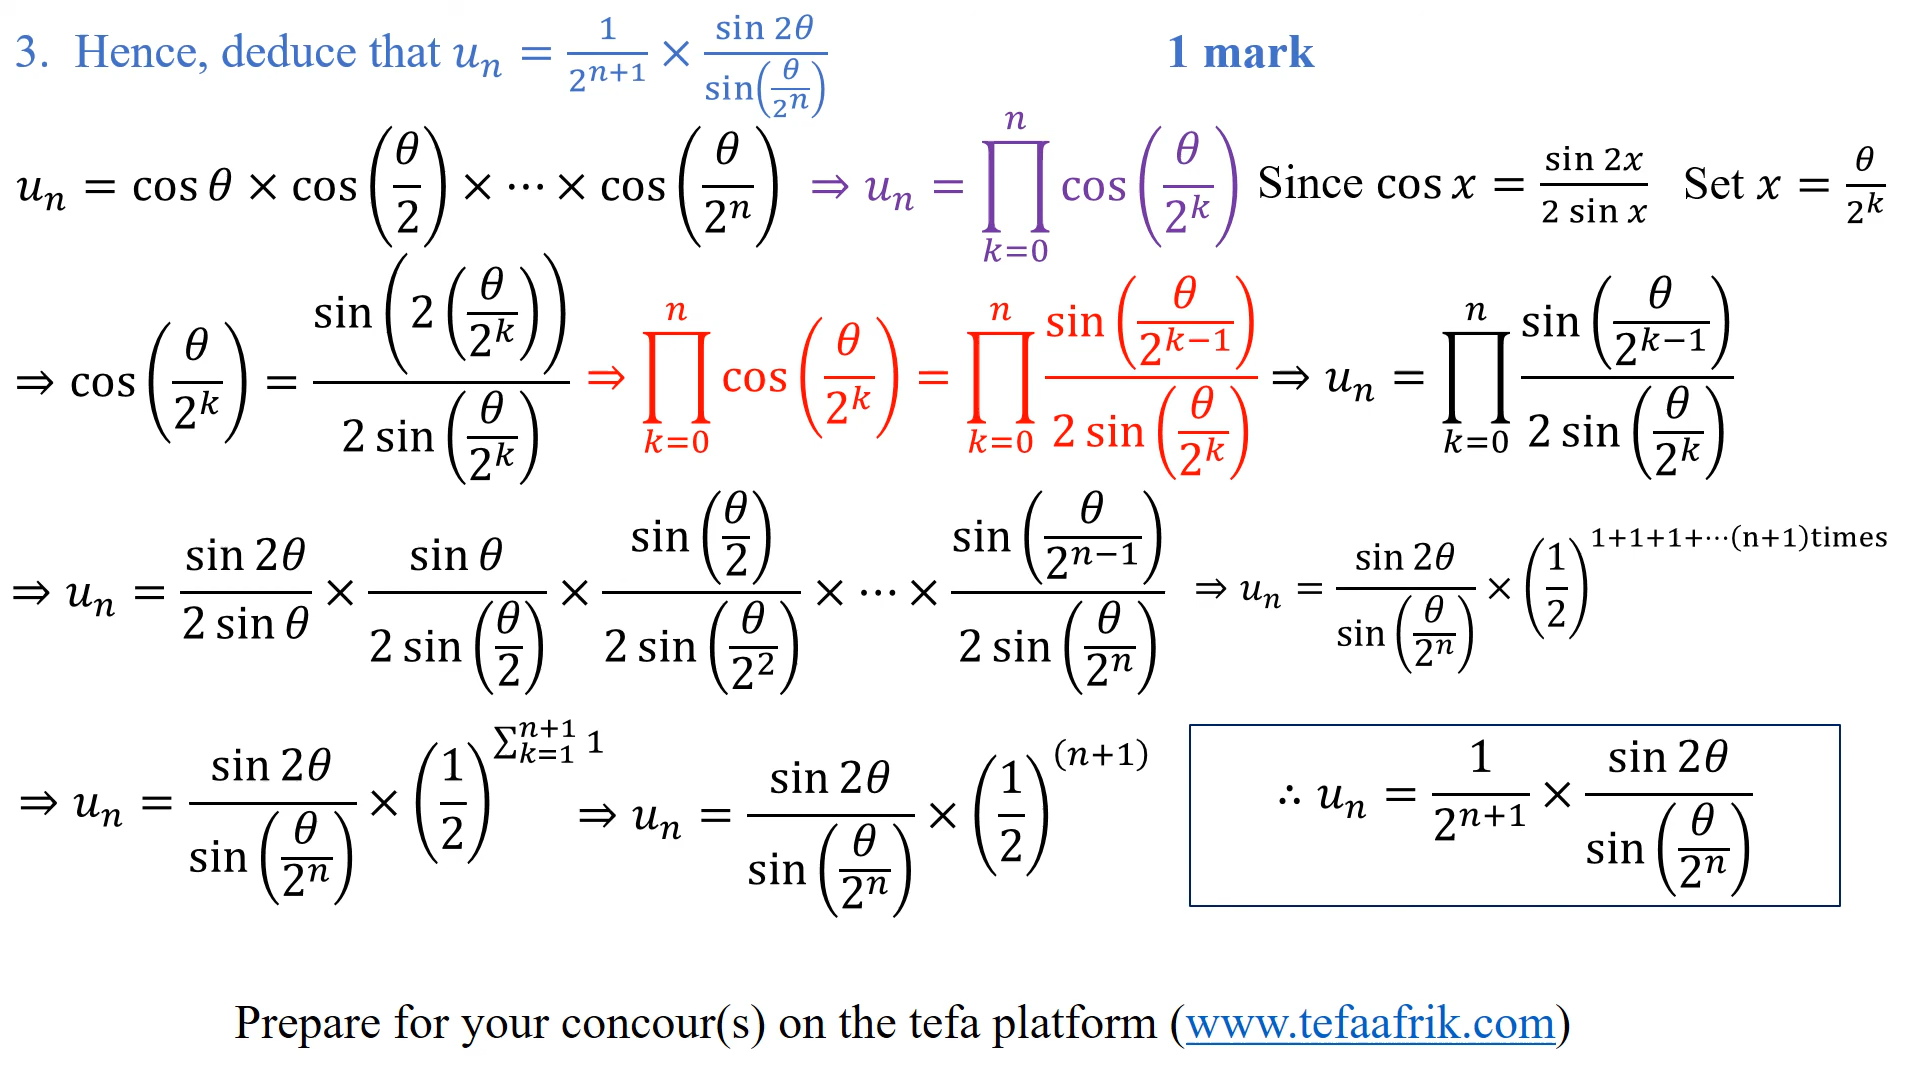 3. Hence, deduce that uₙ = 1/2ⁿ⁺¹ × sin 2θ / sin(θ/2ⁿ) 1 mark
uₙ = cos θ × cos(θ/2) × ⋯ × cos(θ/2ⁿ) ⇒ uₙ = ∏_{k=0}^{n} cos(θ/2ᵏ) Since cos x = sin 2x / 2 sin x Set x = θ/2ᵏ
⇒ cos(θ/2ᵏ) = sin(2(θ/2ᵏ)) / 2 sin(θ/2ᵏ) ⇒ ∏_{k=0}^{n} cos(θ/2ᵏ) = ∏_{k=0}^{n} sin(θ/2ᵏ⁻¹) / 2 sin(θ/2ᵏ) ⇒ uₙ = ∏_{k=0}^{n} sin(θ/2ᵏ⁻¹) / 2 sin(θ/2ᵏ)
⇒ uₙ = sin 2θ / 2 sin θ × sin θ / 2 sin(θ/2) × sin(θ/2) / 2 sin(θ/2²) × ⋯ × sin(θ/2ⁿ⁻¹) / 2 sin(θ/2ⁿ) ⇒ uₙ = sin 2θ / sin(θ/2ⁿ) × (1/2)^{1+1+1+⋯(n+1)times}
⇒ uₙ = sin 2θ / sin(θ/2ⁿ) × (1/2)^{∑_{k=1}^{n+1} 1} ⇒ uₙ = sin 2θ / sin(θ/2ⁿ) × (1/2)^{(n+1)} ∴ uₙ = 1/2ⁿ⁺¹ × sin 2θ / sin(θ/2ⁿ)
Prepare for your concour(s) on the tefa platform (www.tefaafrik.com)